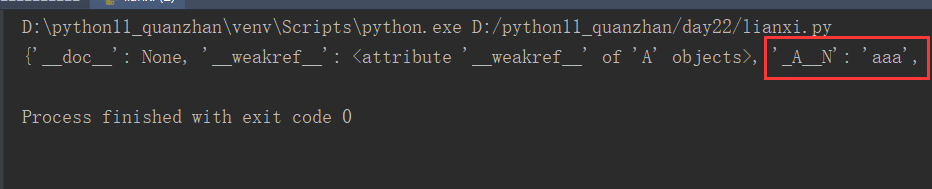 D:\python11_quanzhan\venv\Scripts\python.exe D:/python11_quanzhan/day22/lianxi.py
{'__doc__': None, '__weakref__': <attribute '__weakref__' of 'A' objects>, '_A__N': 'aaa',
Process finished with exit code 0